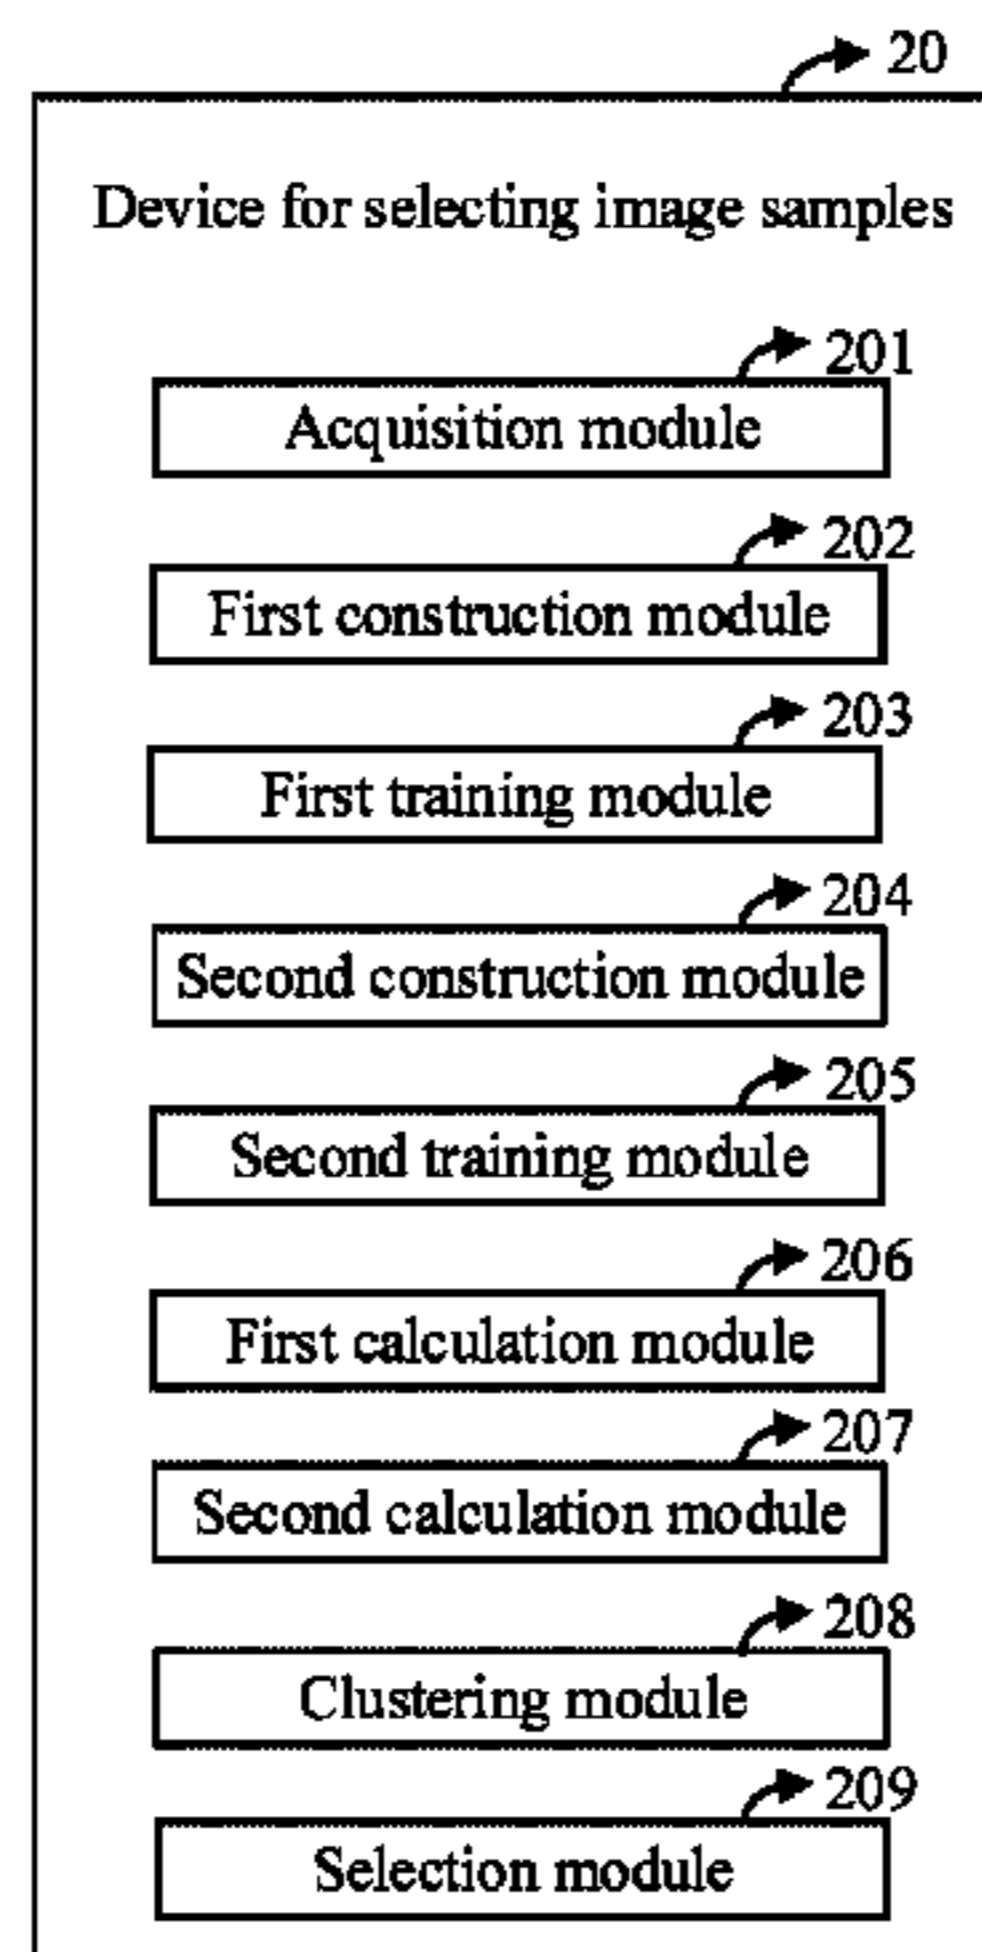 20
Device for selecting image samples
201
Acquisition module
202
First construction module
203
First training module
204
Second construction module
205
Second training module
206
First calculation module
207
Second calculation module
208
Clustering module
209
Selection module